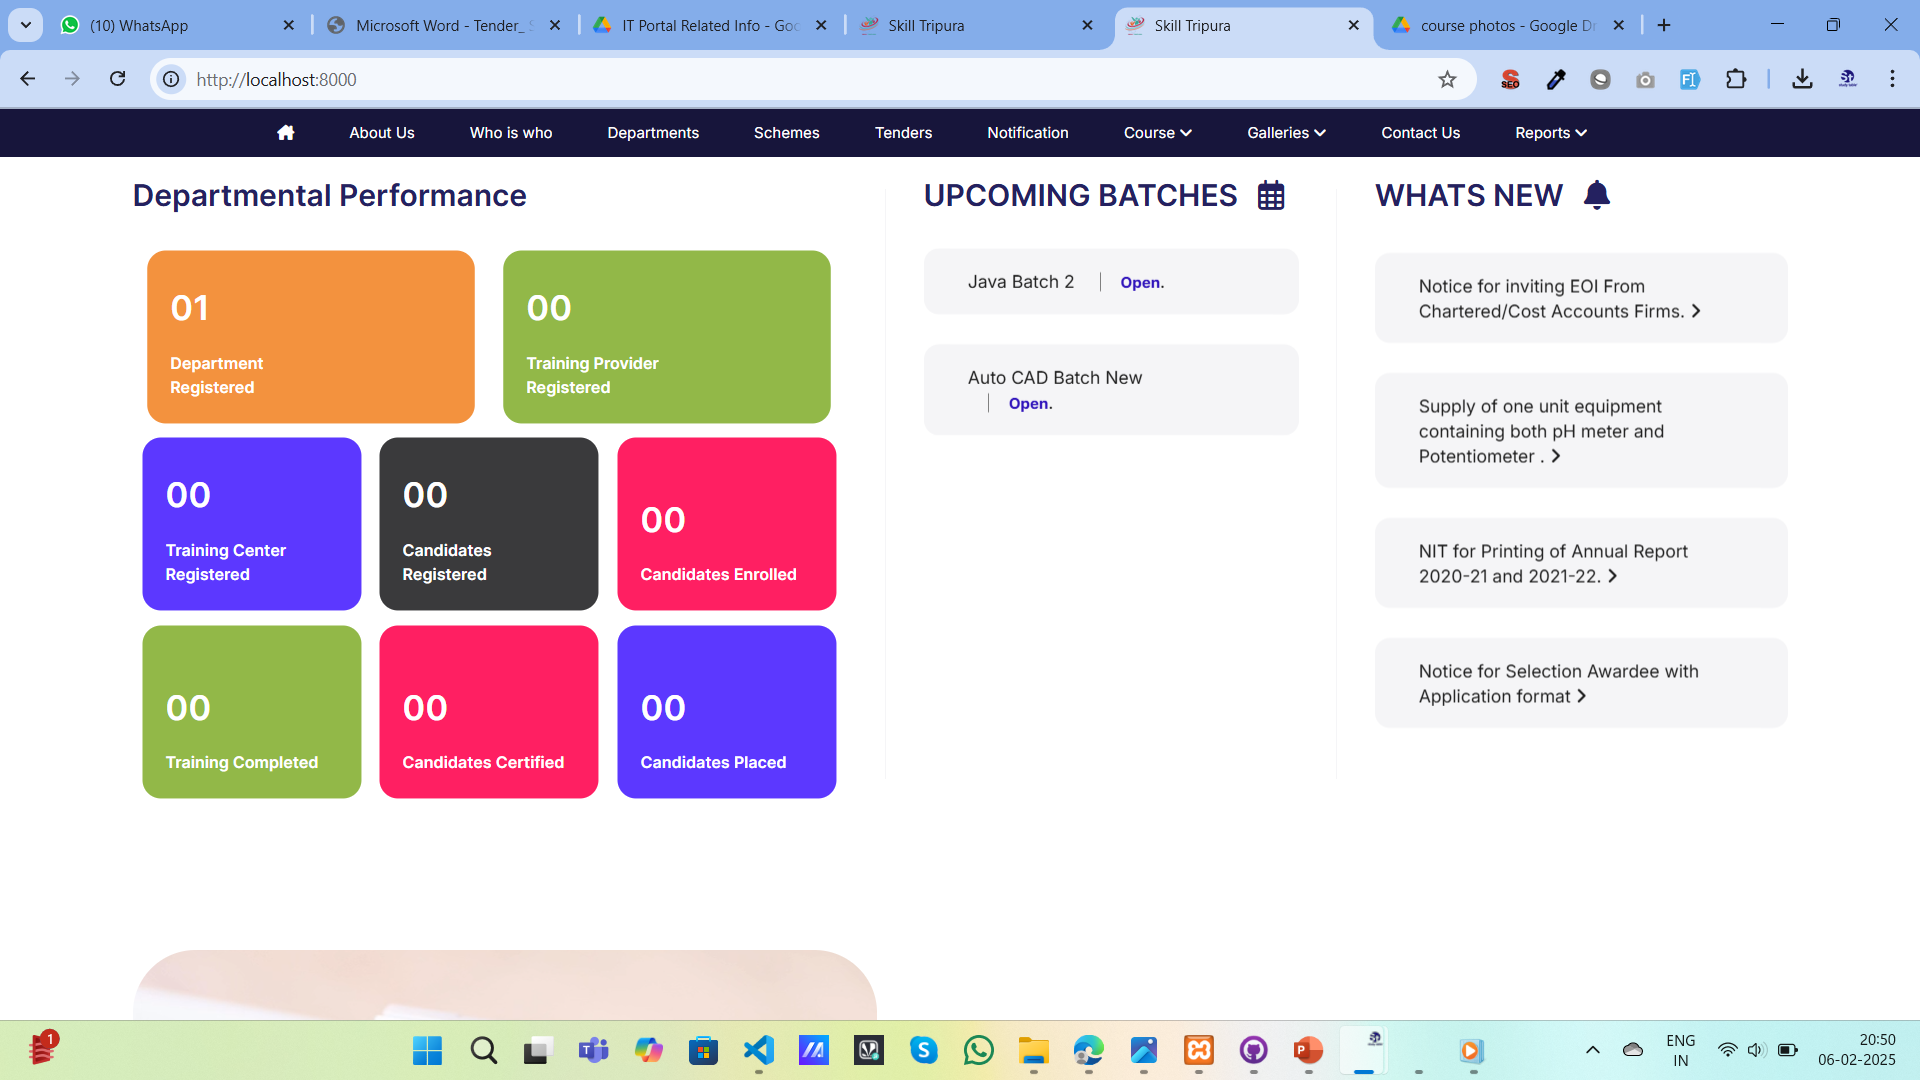 (10) WhatsApp
Microsoft Word - Tender_
IT Portal Related Info - Goo
Skill Tripura
Skill Tripura
course photos - Google Dr
http://localhost:8000
SEO
About Us
Who is who
Departments
Schemes
Tenders
Notification
Course
Galleries
Contact Us
Reports
Departmental Performance
01
Department
Registered
00
Training Provider
Registered
00
Training Center
Registered
00
Candidates
Registered
00
Candidates Enrolled
00
Training Completed
00
Candidates Certified
00
Candidates Placed
UPCOMING BATCHES
Java Batch 2 | Open.
Auto CAD Batch New
| Open.
WHATS NEW
Notice for inviting EOI From
Chartered/Cost Accounts Firms.
Supply of one unit equipment
containing both pH meter and
Potentiometer .
NIT for Printing of Annual Report
2020-21 and 2021-22.
Notice for Selection Awardee with
Application format
1
ENG
IN
20:50
06-02-2025